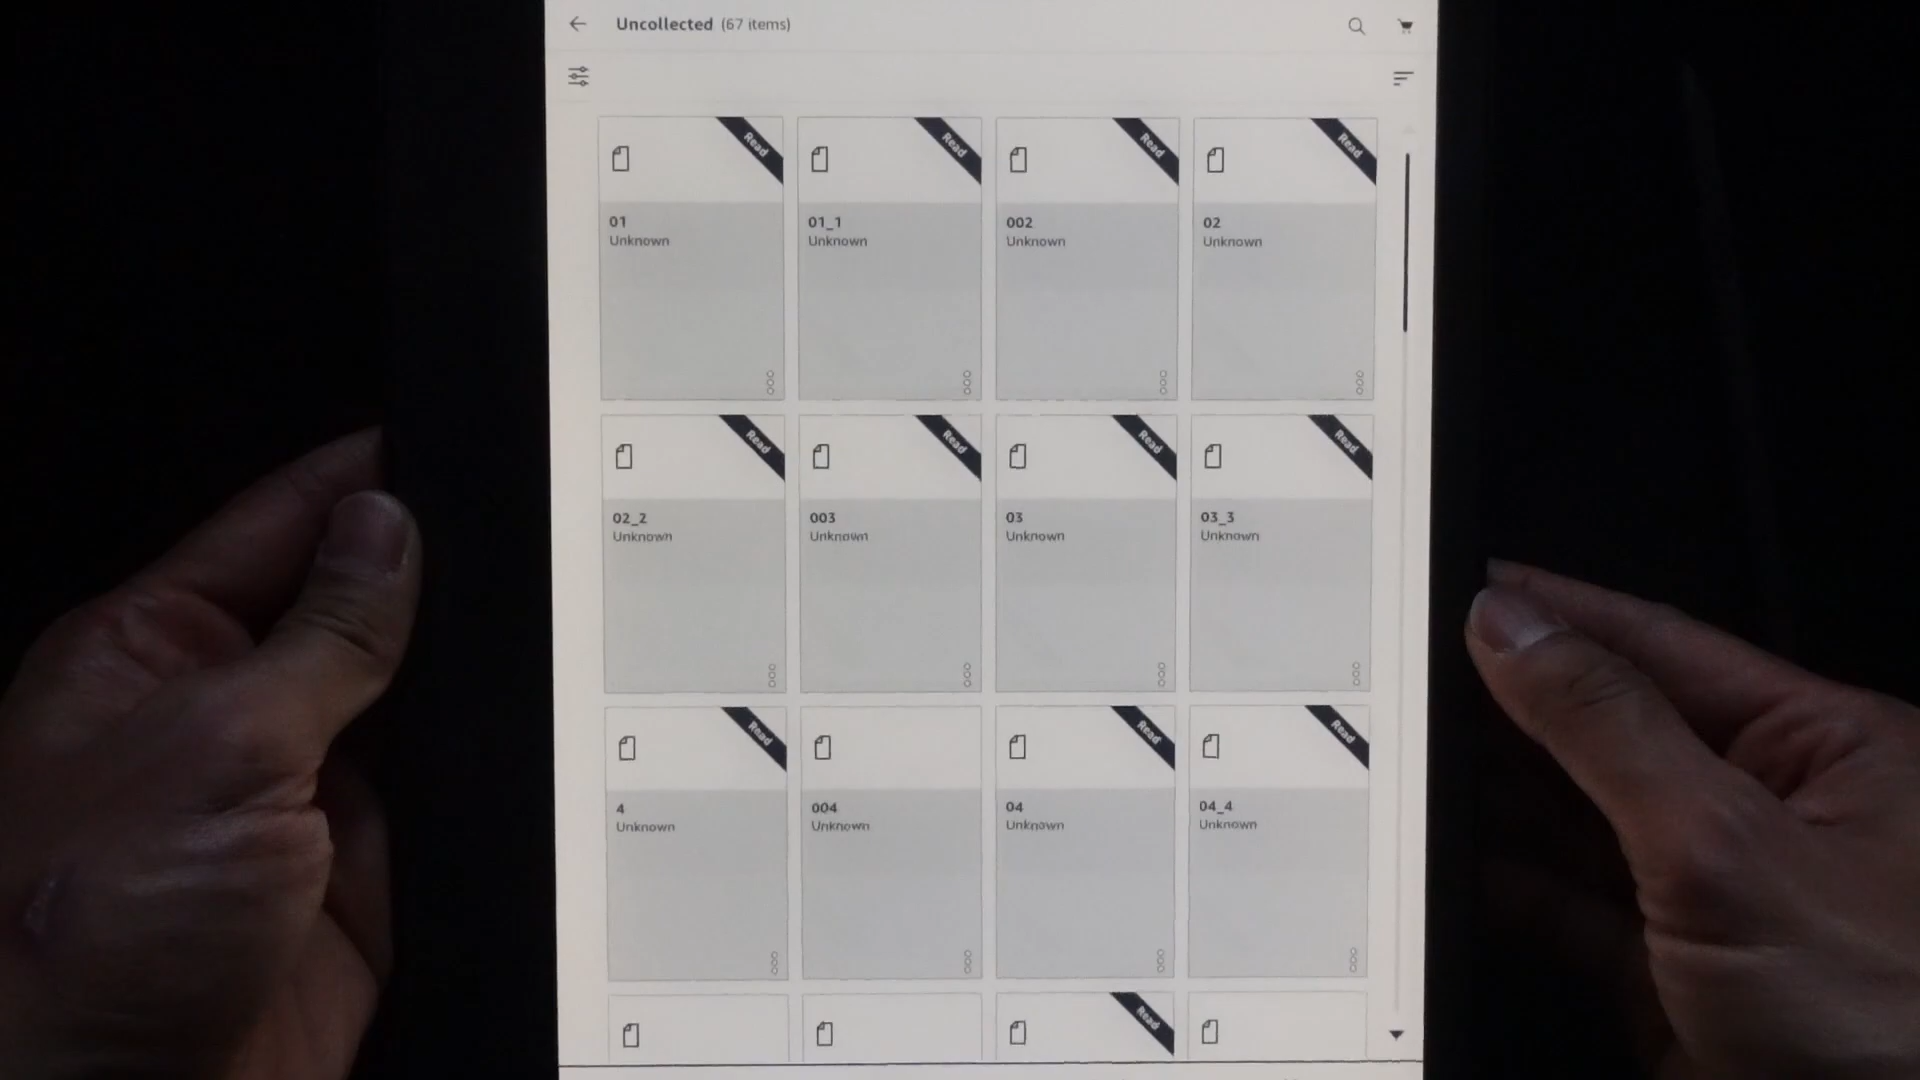 Uncollected (67 items)
Read
Read
Read
Read
01
Unknown
01_1
Unknown
002
Unknown
02
Unknown
Read
Read
Read
Read
02_2
Unknown
003
Unknown
03
Unknown
03_3
Unknown
Read
Read
Read
4
Unknown
004
Unknown
04
Unknown
04_4
Unknown
Read